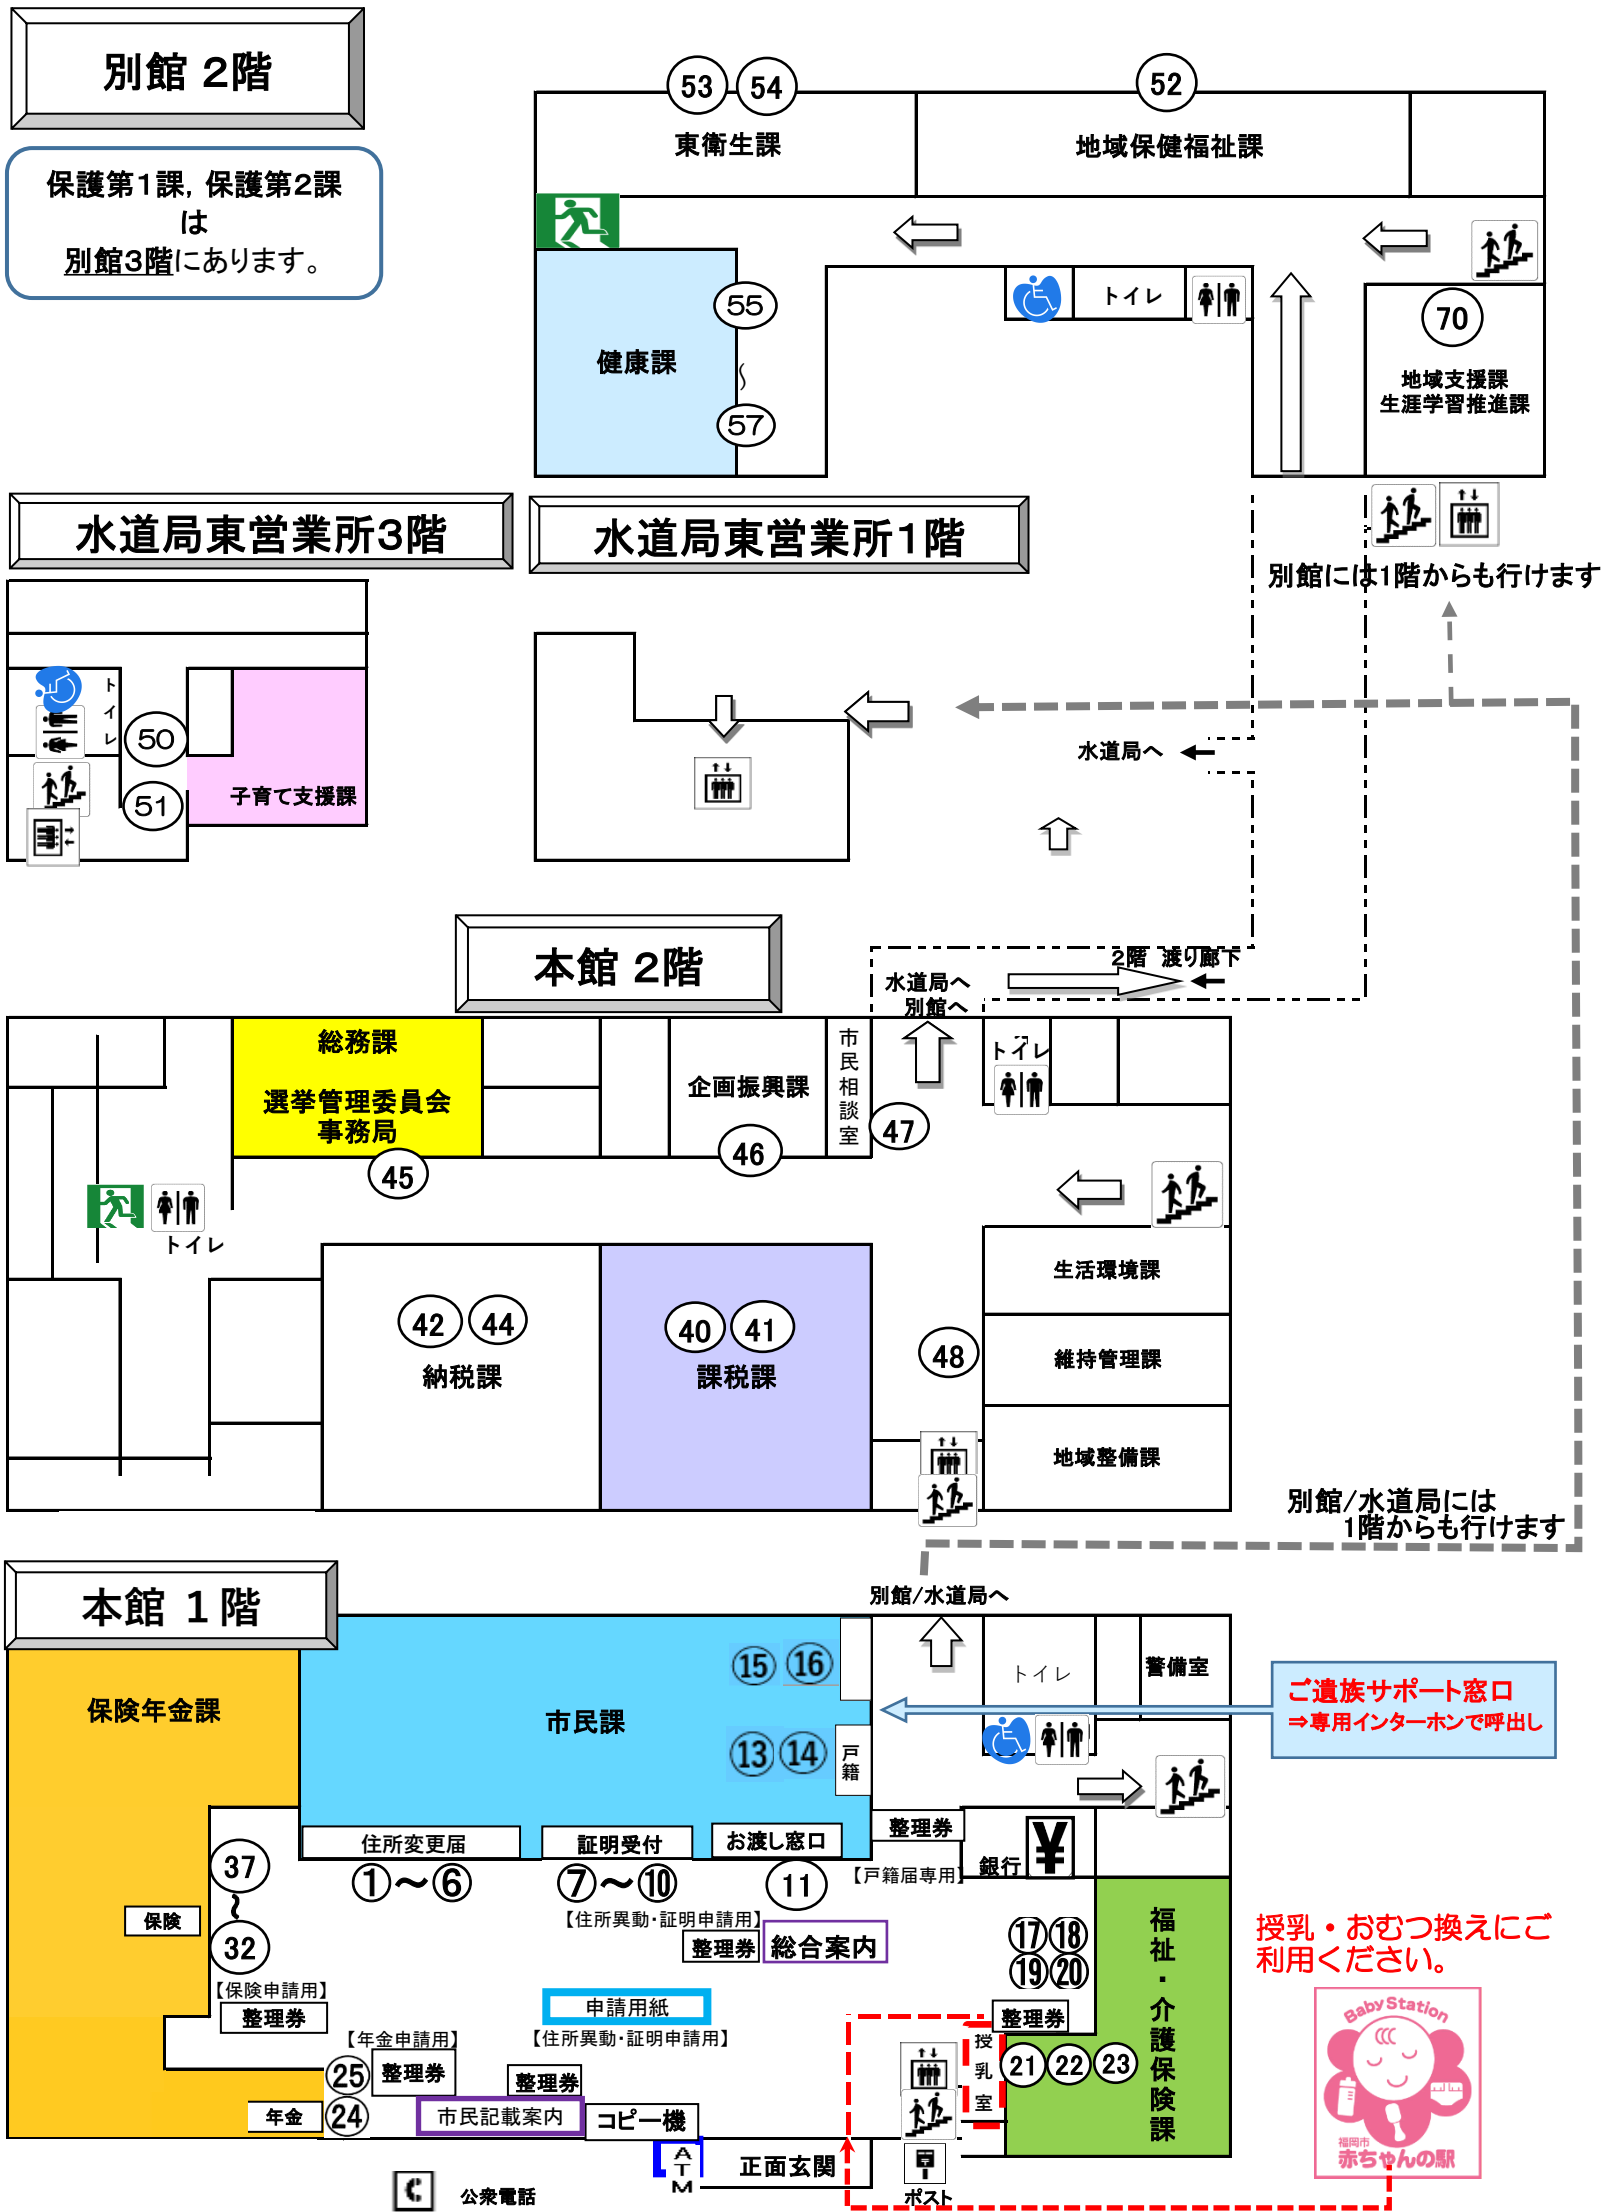 別館 2階
保護第1課, 保護第2課
は
別館3階にあります。
53 54
東衛生課
52
地域保健福祉課
55
～
57
健康課
トイレ
70
地域支援課
生涯学習推進課
別館には1階からも行けます
水道局東営業所3階
トイレ
50
51
子育て支援課
水道局東営業所1階
水道局へ
本館 2階
2階 渡り廊下
水道局へ
別館へ
総務課
選挙管理委員会
事務局
45
企画振興課
46
市民相談室
47
トイレ
トイレ
42 44
納税課
40 41
課税課
48
生活環境課
維持管理課
地域整備課
別館/水道局には
1階からも行けます
本館 1階
別館/水道局へ
保険年金課
市民課
⑮ ⑯
⑬ ⑭
戸籍
トイレ
警備室
ご遺族サポート窓口
⇒専用インターホンで呼出し
住所変更届
①～⑥
証明受付
⑦～⑩
お渡し窓口
11
整理券
【戸籍届専用】
銀行
¥
37
～
32
保険
【保険申請用】
整理券
【住所異動・証明申請用】
整理券
総合案内
申請用紙
【住所異動・証明申請用】
⑰⑱
⑲⑳
整理券
福祉・介護保険課
授乳室
21 22 23
【年金申請用】
25
整理券
整理券
年金
24
市民記載案内
コピー機
ATM
正面玄関
ポスト
公衆電話
授乳・おむつ換えにご
利用ください。
Baby Station
福岡市
赤ちゃんの駅